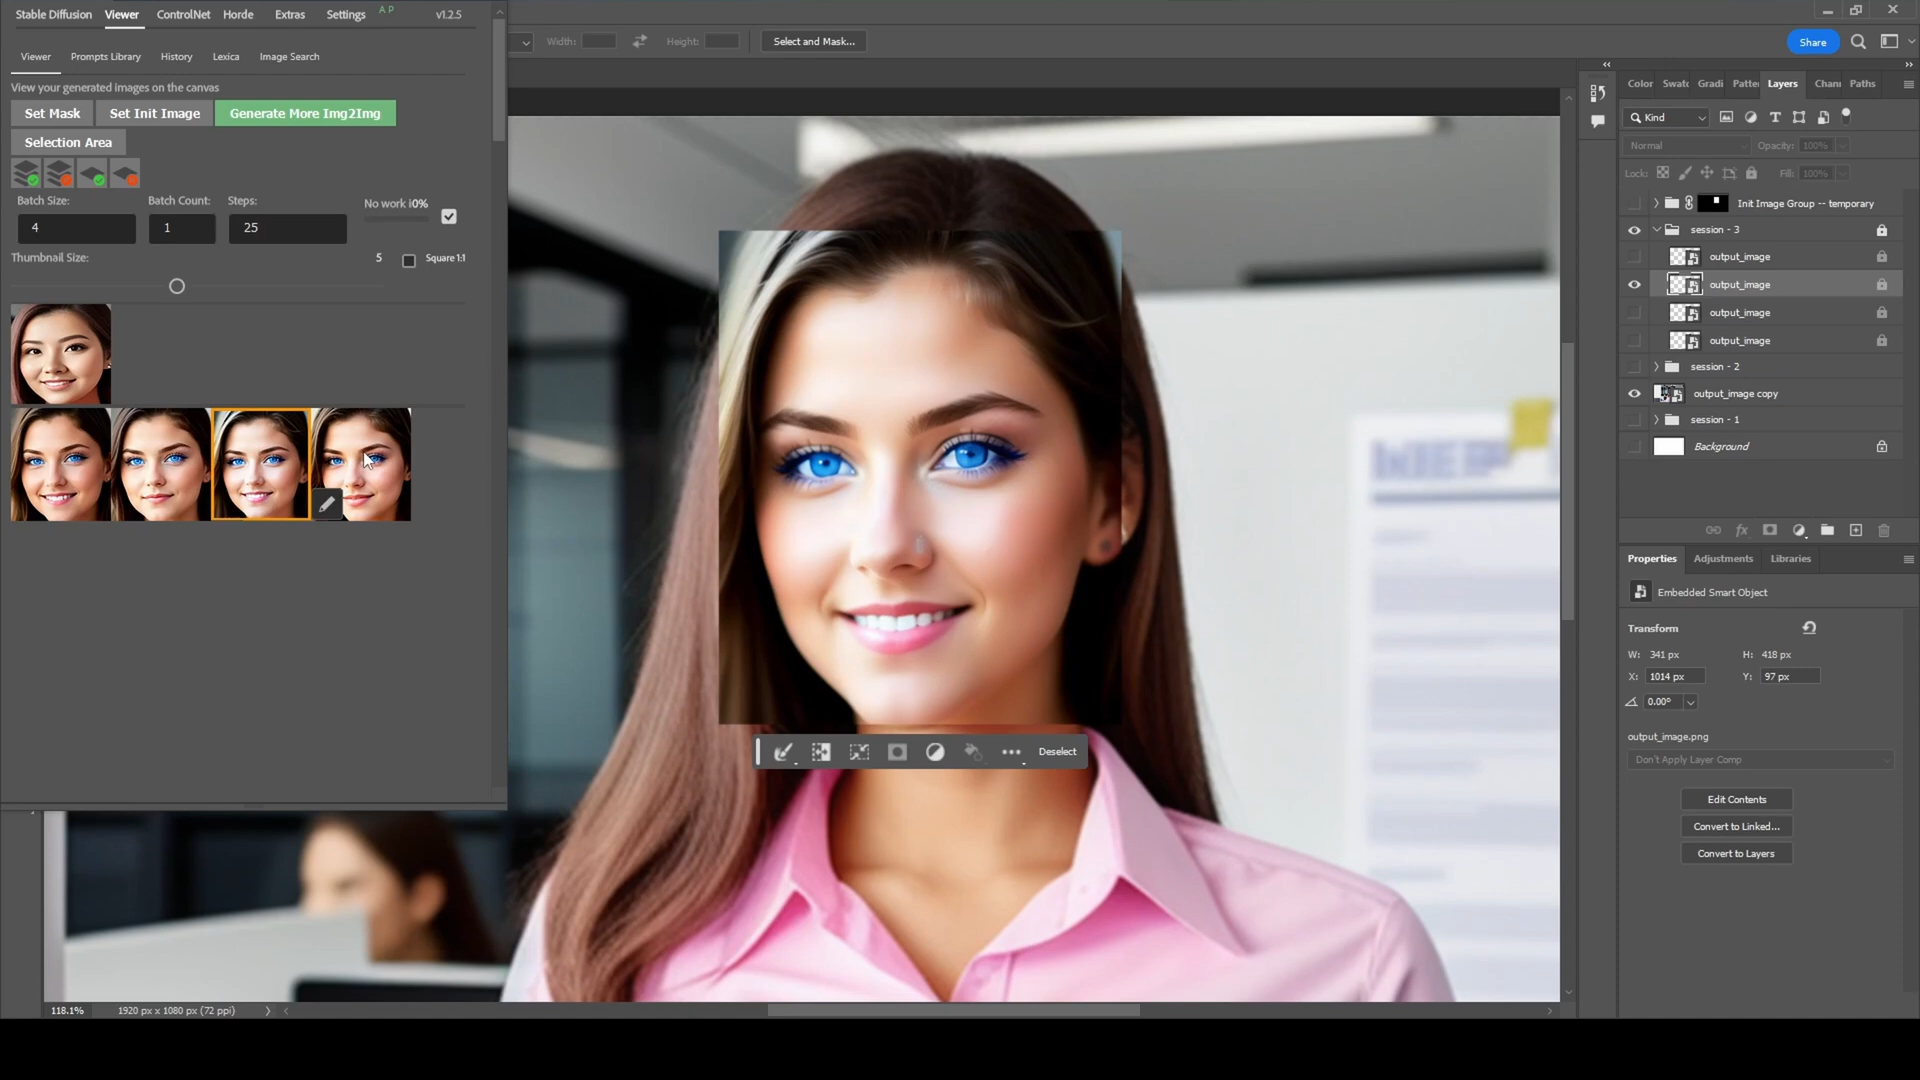 Stable Diffusion Viewer ControlNet Horde Extras Settings A P v1.2.5
Viewer Prompts Library History Lexica Image Search
View your generated images on the canvas
Set Mask Set Init Image Generate More Img2Img
Selection Area
Batch Size: Batch Count: Steps: No work i0%
4 1 25
Thumbnail Size: 5 Square 1:1
Width: Height: Select and Mask...
Share
Color Swatc Gradi Patte Layers Chann Paths
Kind
Normal Opacity: 100%
Lock: Fill: 100%
Init Image Group -- temporary
session - 3
output_image
output_image
output_image
output_image
session - 2
output_image copy
session - 1
Background
Properties Adjustments Libraries
Embedded Smart Object
Transform
W: 341 px H: 418 px
X: 1014 px Y: 97 px
0.00°
output_image.png
Don't Apply Layer Comp
Edit Contents
Convert to Linked...
Convert to Layers
Deselect
118.1% 1920 px x 1080 px (72 ppi)